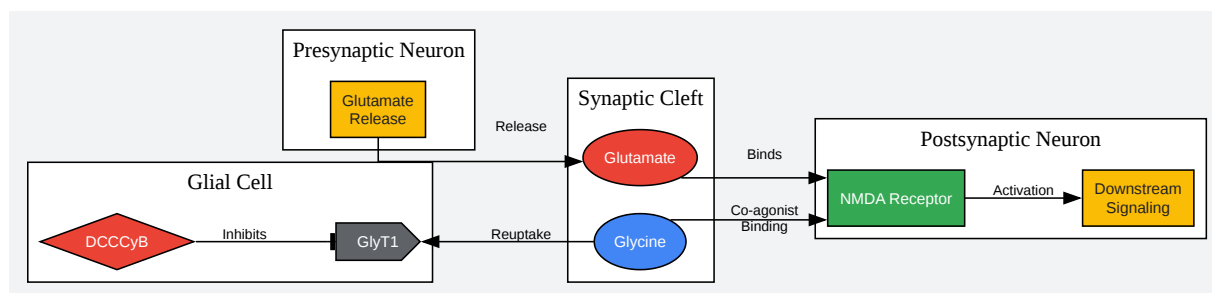 Presynaptic Neuron
Glutamate
Release
Release
Synaptic Cleft
Glutamate
Binds
Postsynaptic Neuron
NMDA Receptor
Activation
Downstream
Signaling
Glial Cell
DCCCyB
Inhibits
GlyT1
Reuptake
Glycine
Co-agonist
Binding